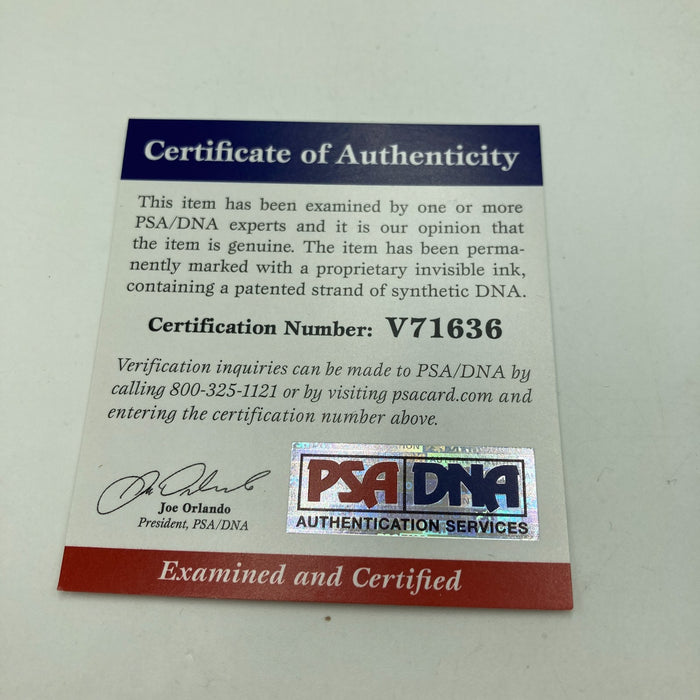 Certificate of Authenticity
This item has been examined by one or more
PSA/DNA experts and it is our opinion that
the item is genuine. The item has been perma-
nently marked with a proprietary invisible ink,
containing a patented strand of synthetic DNA.
Certification Number: V71636
Verification inquiries can be made to PSA/DNA by
calling 800-325-1121 or by visiting psacard.com and
entering the certification number above.
Joe Orlando
President, PSA/DNA
PSA DNA
AUTHENTICATION SERVICES
Examined and Certified